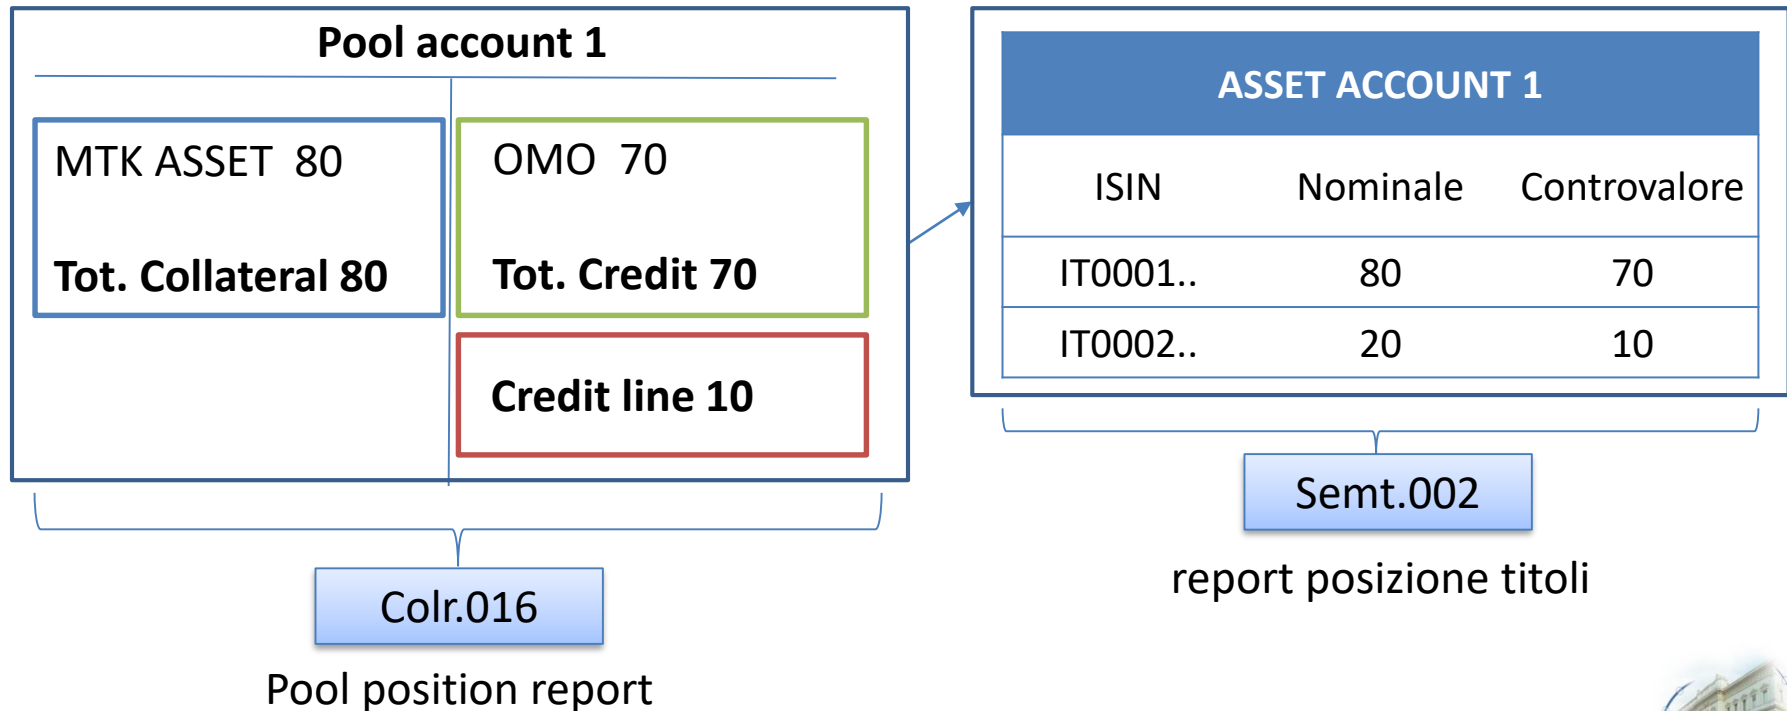 Pool account 1
MTK ASSET 80
Tot. Collateral 80
OMO 70
Tot. Credit 70
Credit line 10
Colr.016
Pool position report
ASSET ACCOUNT 1
ISIN Nominale Controvalore
IT0001.. 80 70
IT0002.. 20 10
Semt.002
report posizione titoli